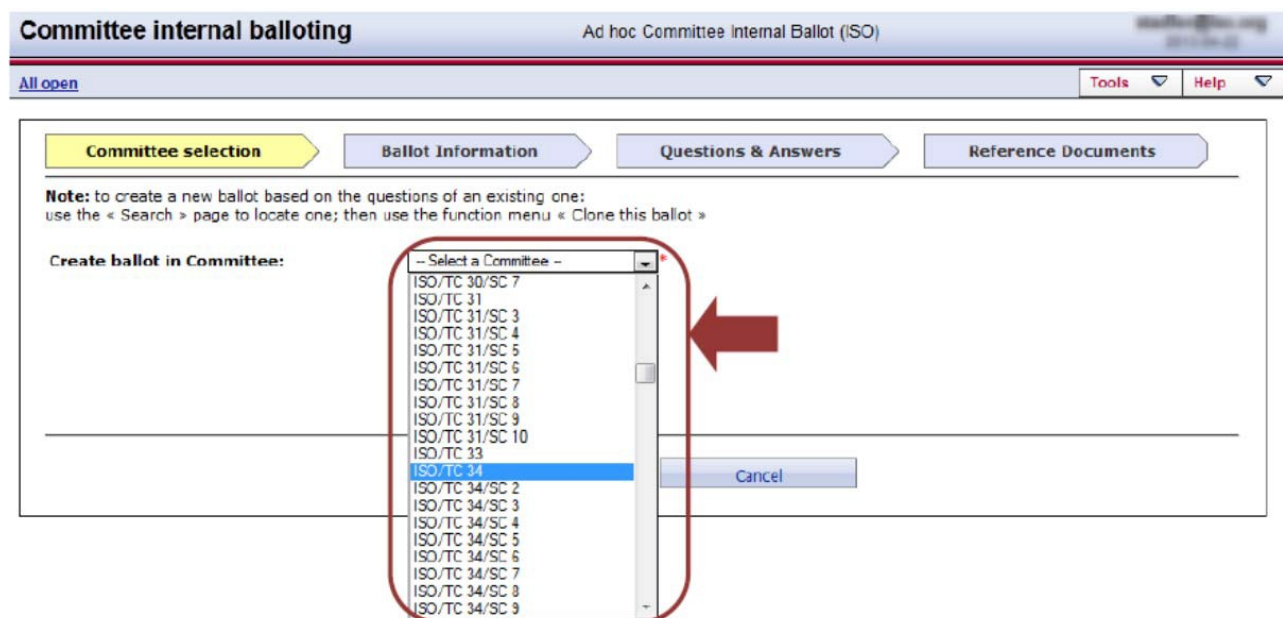 Committee internal balloting
Ad hoc Committee Internal Ballot (ISO)
All open
Tools
Help
Committee selection
Ballot Information
Questions & Answers
Reference Documents
Note: to create a new ballot based on the questions of an existing one:
use the « Search » page to locate one; then use the function menu « Clone this ballot »
Create ballot in Committee:
-- Select a Committee --
*
ISO/TC 30/SC 7
ISO/TC 31
ISO/TC 31/SC 3
ISO/TC 31/SC 4
ISO/TC 31/SC 5
ISO/TC 31/SC 6
ISO/TC 31/SC 7
ISO/TC 31/SC 8
ISO/TC 31/SC 9
ISO/TC 31/SC 10
ISO/TC 33
ISO/TC 34
ISO/TC 34/SC 2
ISO/TC 34/SC 3
ISO/TC 34/SC 4
ISO/TC 34/SC 5
ISO/TC 34/SC 6
ISO/TC 34/SC 7
ISO/TC 34/SC 8
ISO/TC 34/SC 9
Cancel